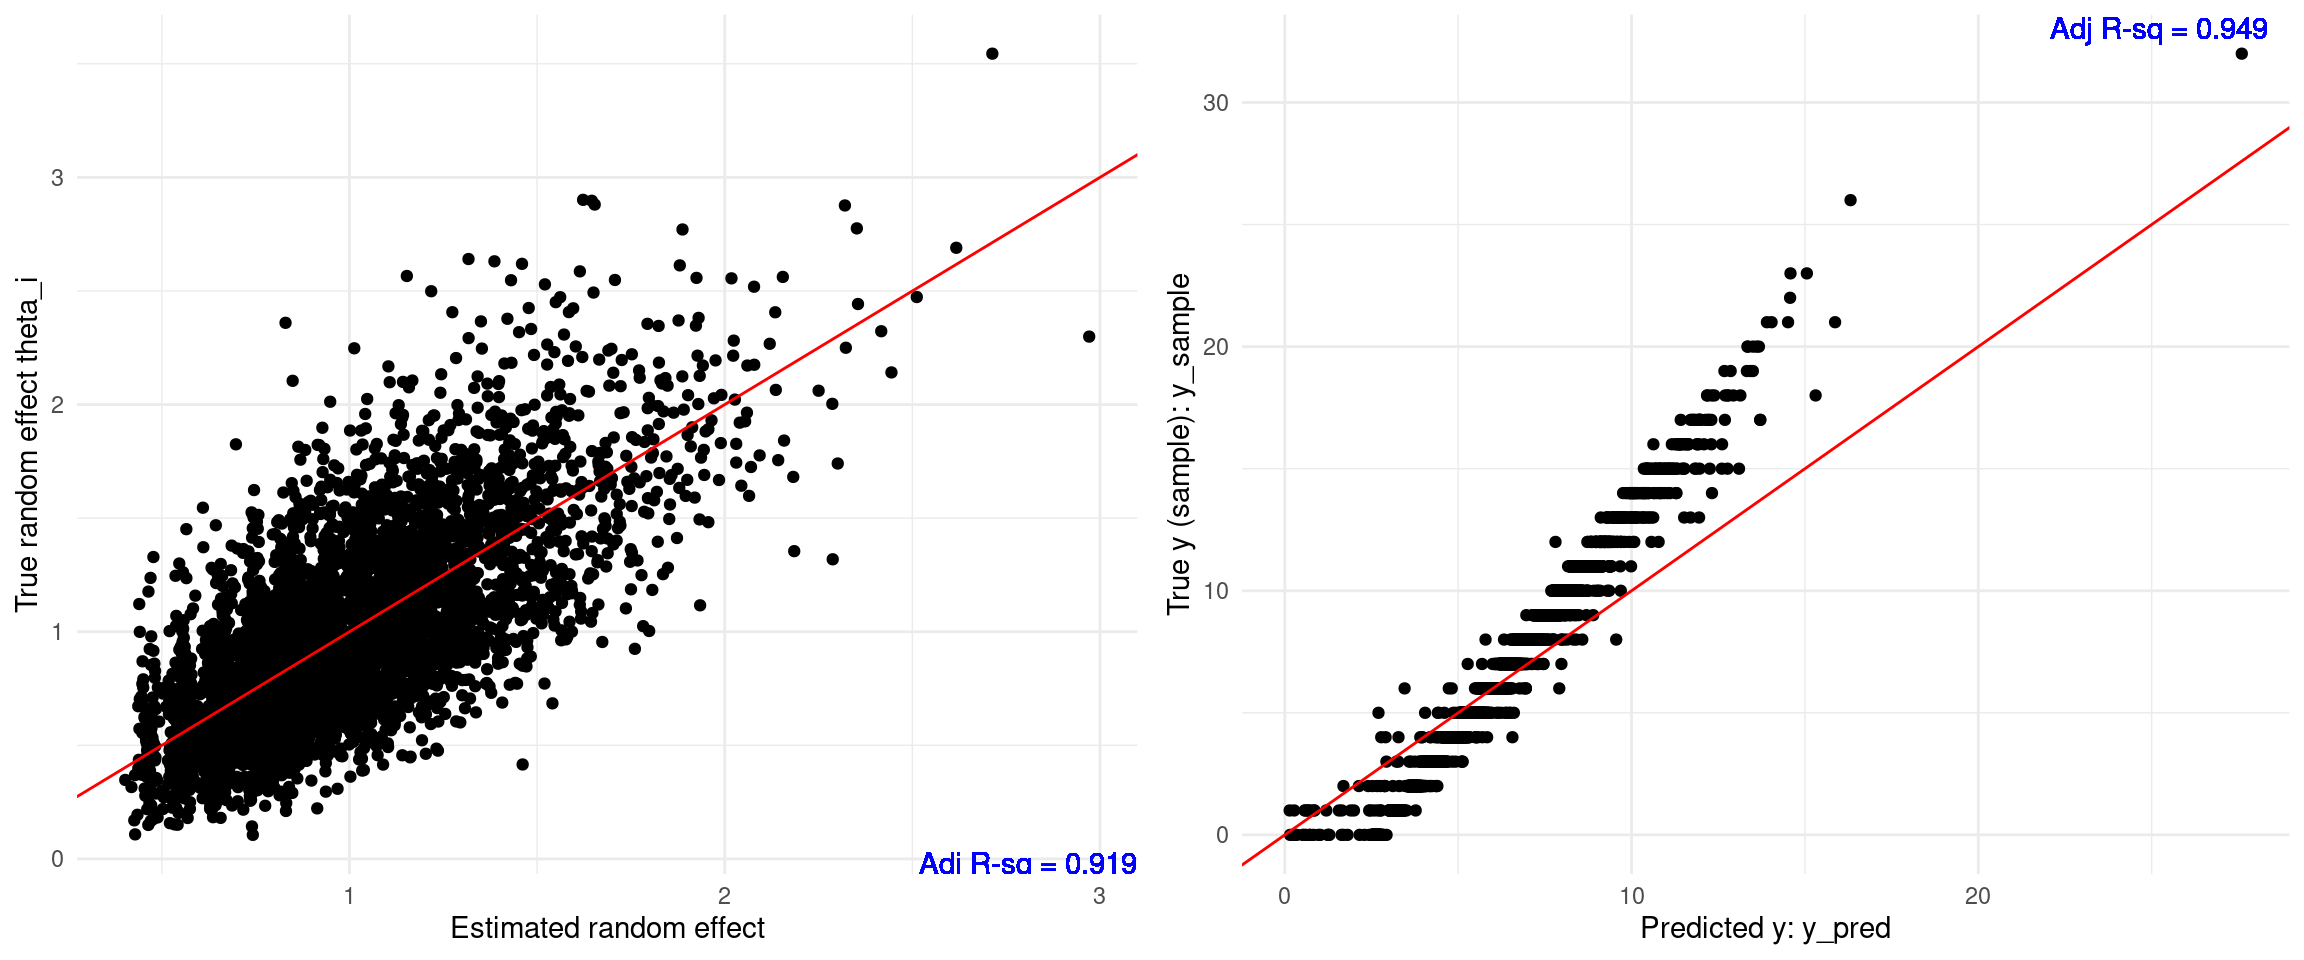 True random effect theta_i
3
2
1
0
1
2
3
Estimated random effect
Adj R-sq = 0.919
True y (sample): y_sample
30
20
10
0
0
10
20
Predicted y: y_pred
Adj R-sq = 0.949